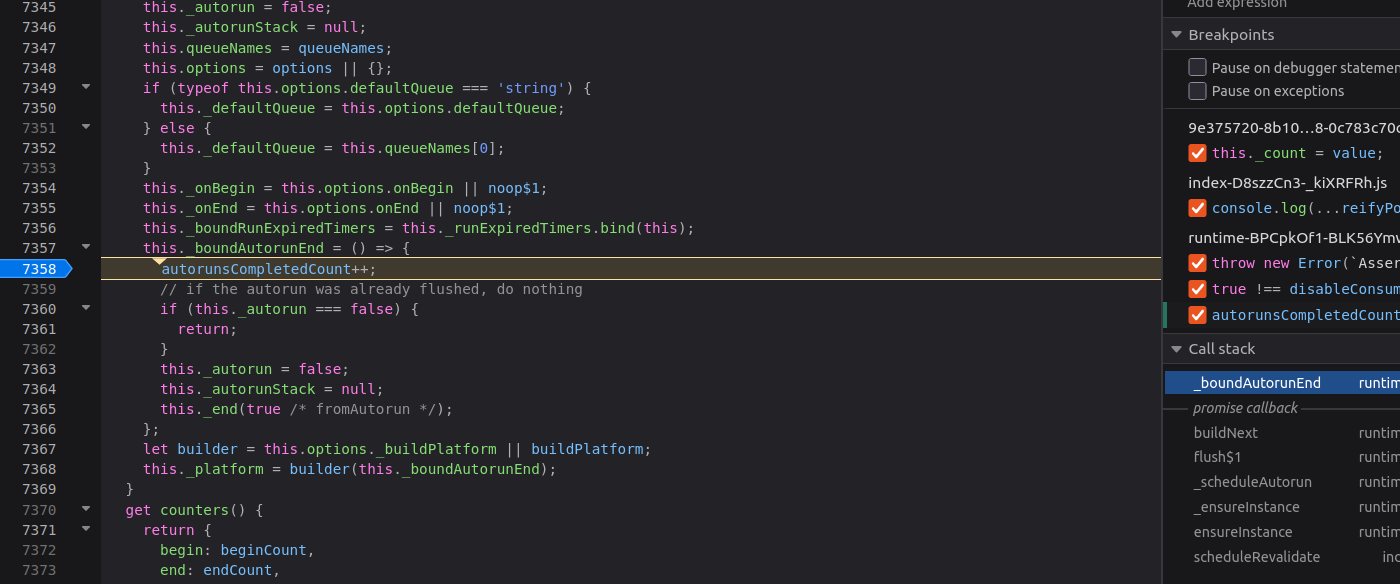 7345 this._autorun = false;
7346 this._autorunStack = null;
7347 this.queueNames = queueNames;
7348 this.options = options || {};
7349 if (typeof this.options.defaultQueue === 'string') {
7350 this._defaultQueue = this.options.defaultQueue;
7351 } else {
7352 this._defaultQueue = this.queueNames[0];
7353 }
7354 this._onBegin = this.options.onBegin || noop$1;
7355 this._onEnd = this.options.onEnd || noop$1;
7356 this._boundRunExpiredTimers = this._runExpiredTimers.bind(this);
7357 this._boundAutorunEnd = () => {
7358 autorunsCompletedCount++;
7359 // if the autorun was already flushed, do nothing
7360 if (this._autorun === false) {
7361 return;
7362 }
7363 this._autorun = false;
7364 this._autorunStack = null;
7365 this._end(true /* fromAutorun */);
7366 };
7367 let builder = this.options._buildPlatform || buildPlatform;
7368 this._platform = builder(this._boundAutorunEnd);
7369 }
7370 get counters() {
7371 return {
7372 begin: beginCount,
7373 end: endCount,
Add expression
Breakpoints
Pause on debugger statemen
Pause on exceptions
9e375720-8b10...8-0c783c70c
this._count = value;
index-D8szzCn3-_kiXRFRh.js
console.log(...reifyPo
runtime-BPCpkOf1-BLK56Ymv
throw new Error(`Asser
true !== disableConsum
autorunsCompletedCount
Call stack
_boundAutorunEnd runtim
promise callback
buildNext runtim
flush$1 runtim
_scheduleAutorun runtim
_ensureInstance runtim
ensureInstance runtim
scheduleRevalidate inc